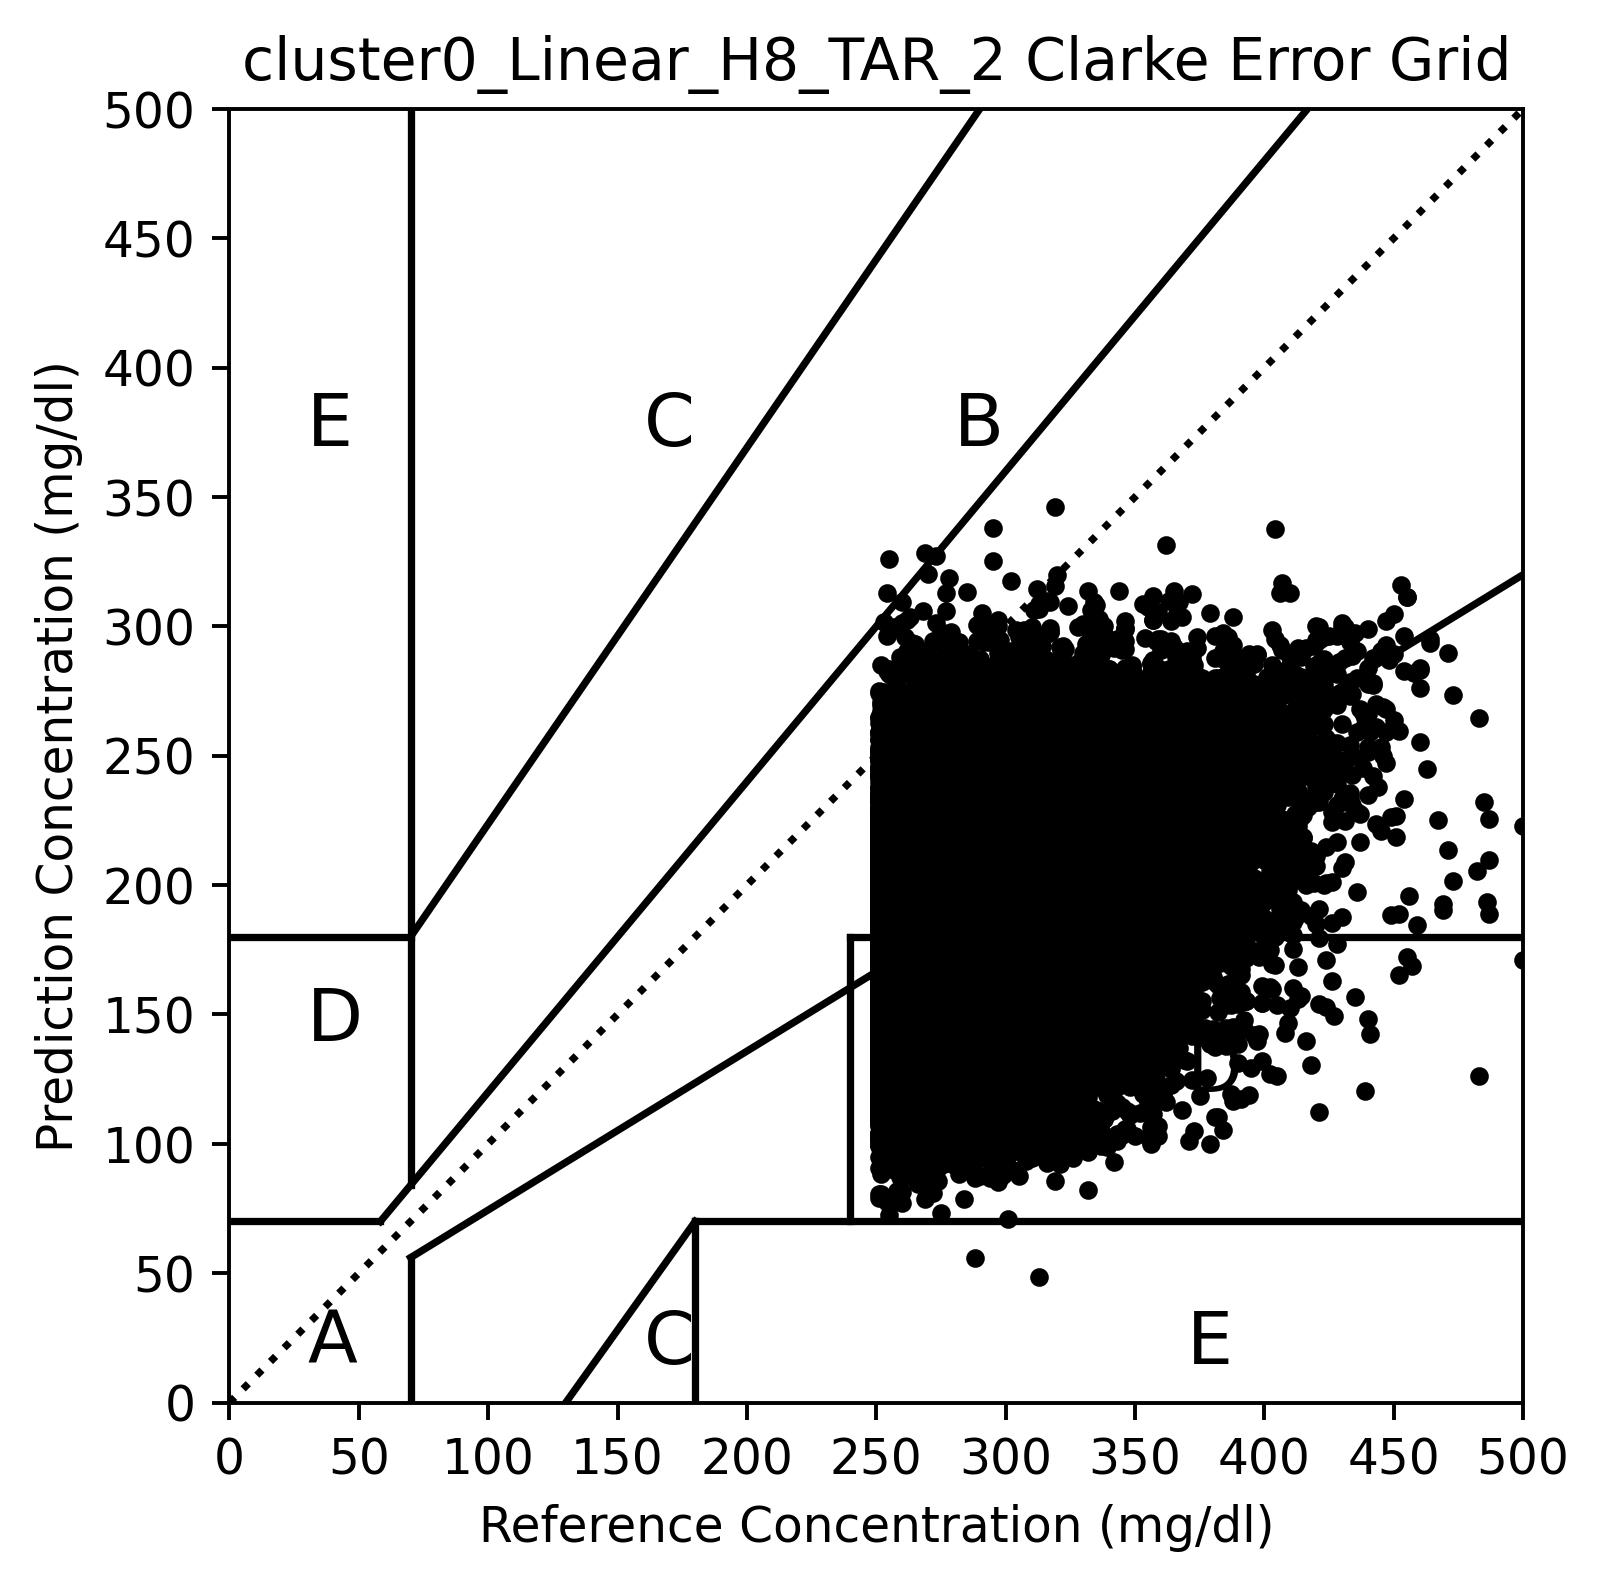 cluster0_Linear_H8_TAR_2 Clarke Error Grid
500
450
400
350
300
250
200
150
100
50
0
Prediction Concentration (mg/dl)
E
C
B
D
D
A
C
E
0 50 100 150 200 250 300 350 400 450 500
Reference Concentration (mg/dl)